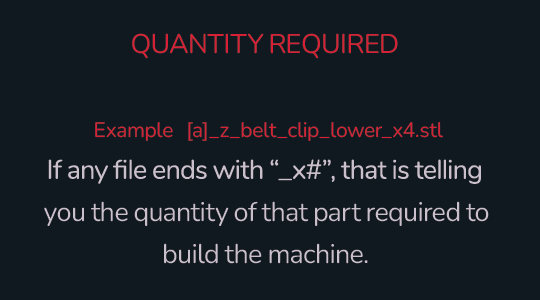 QUANTITY REQUIRED
Example [a]_z_belt_clip_lower_x4.stl
If any file ends with “_x#”, that is telling
you the quantity of that part required to
build the machine.